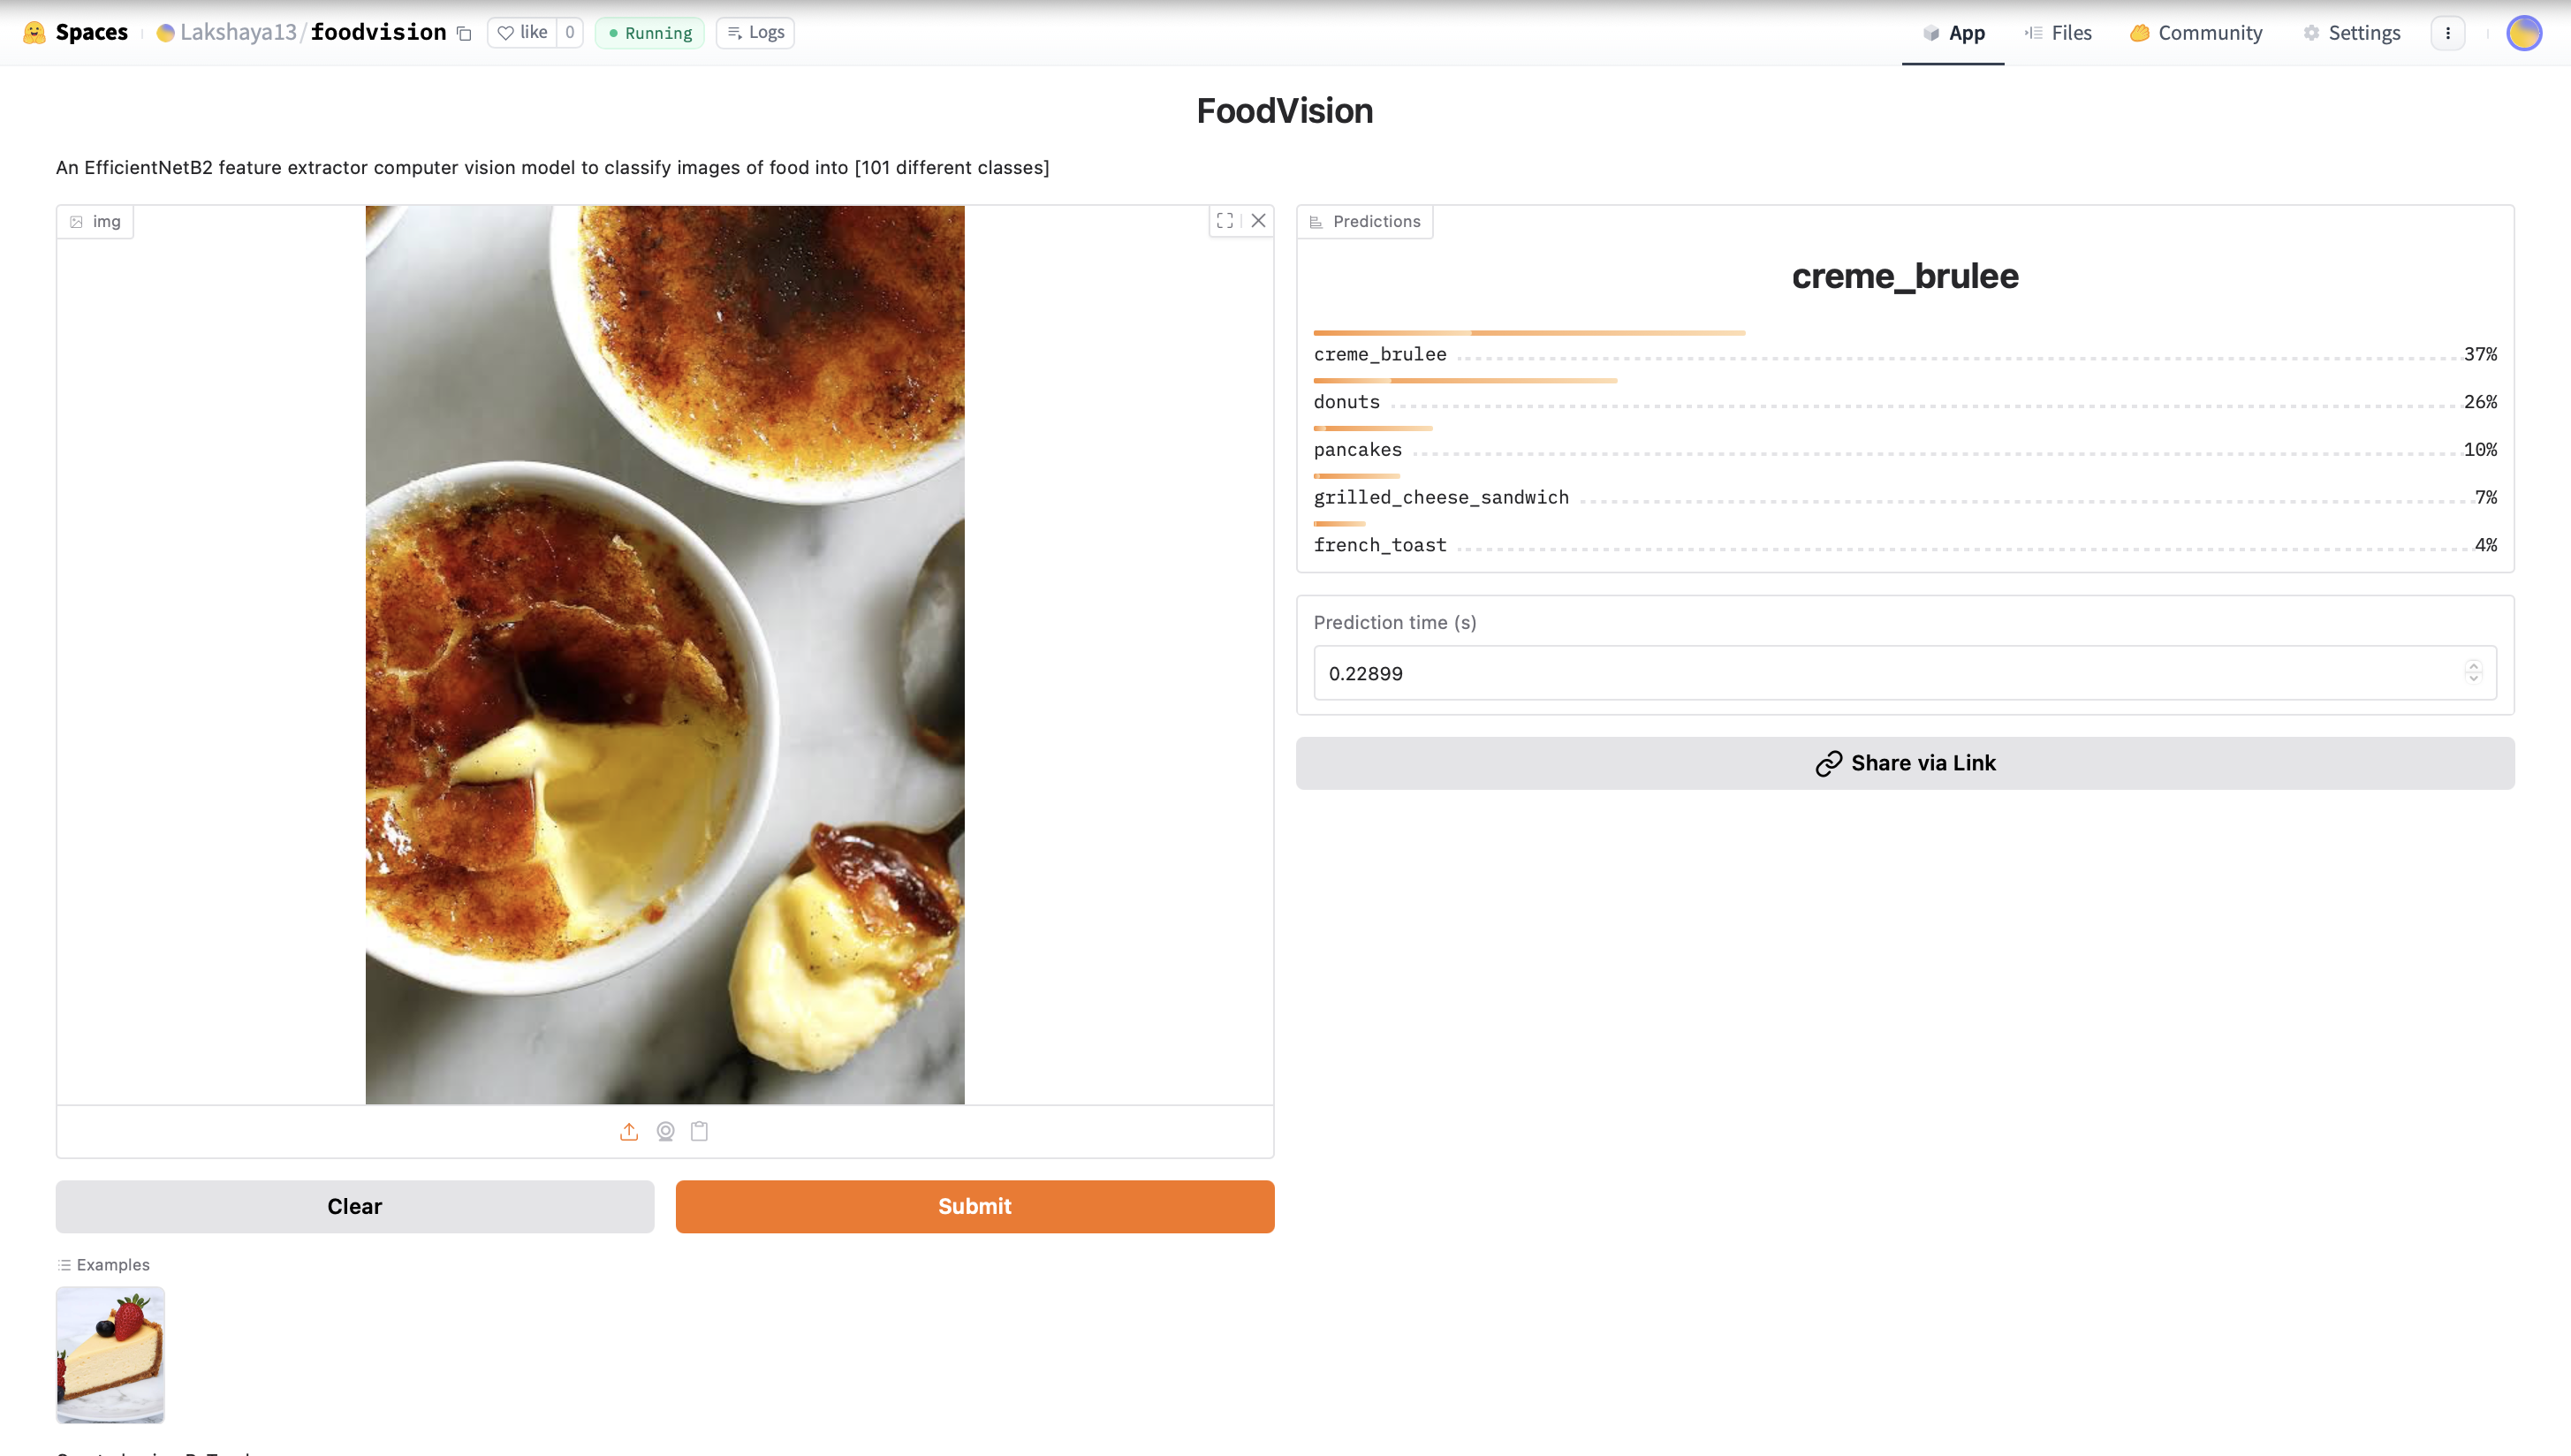 Spaces Lakshaya13/foodvision like 0 Running Logs App Files Community Settings
FoodVision
An EfficientNetB2 feature extractor computer vision model to classify images of food into [101 different classes]
img
Predictions
creme_brulee
creme_brulee 37%
donuts 26%
pancakes 10%
grilled_cheese_sandwich 7%
french_toast 4%
Prediction time (s)
0.22899
Share via Link
Clear Submit
Examples